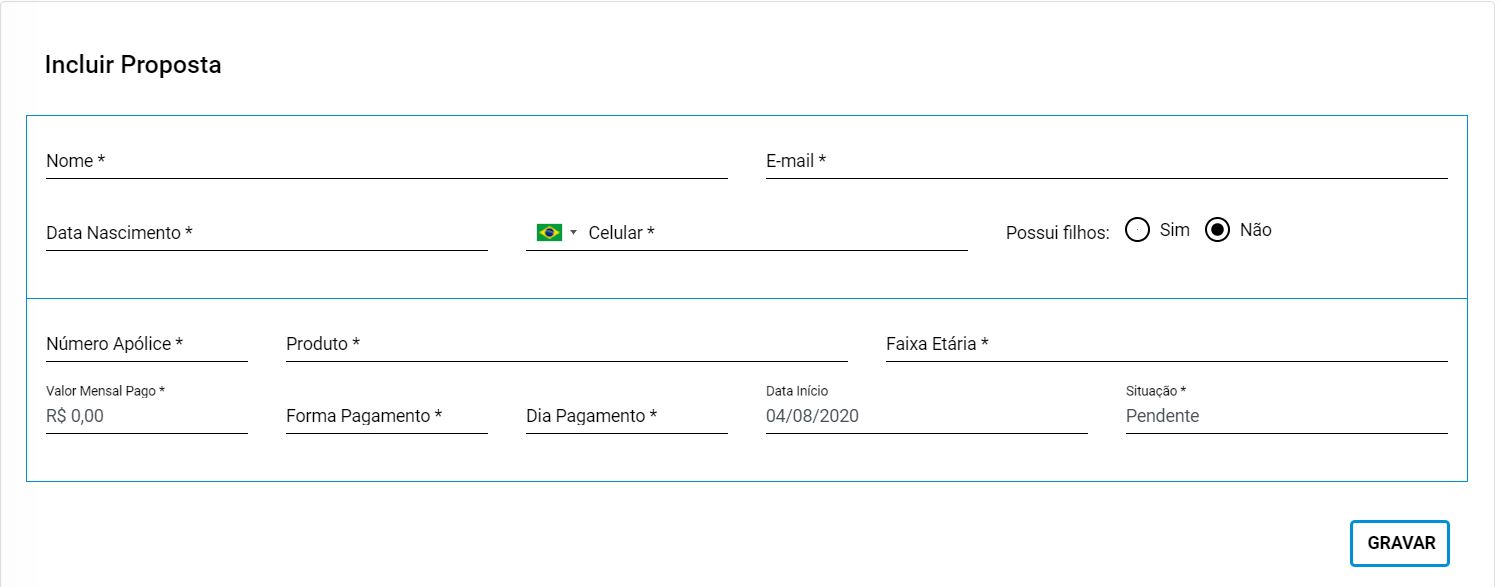 Incluir Proposta
Nome * E-mail *
Data Nascimento * Celular * Possui filhos: Sim Não
Número Apólice * Produto * Faixa Etária *
Valor Mensal Pago * Data Início Situação *
R$ 0,00 Forma Pagamento * Dia Pagamento * 04/08/2020 Pendente
GRAVAR